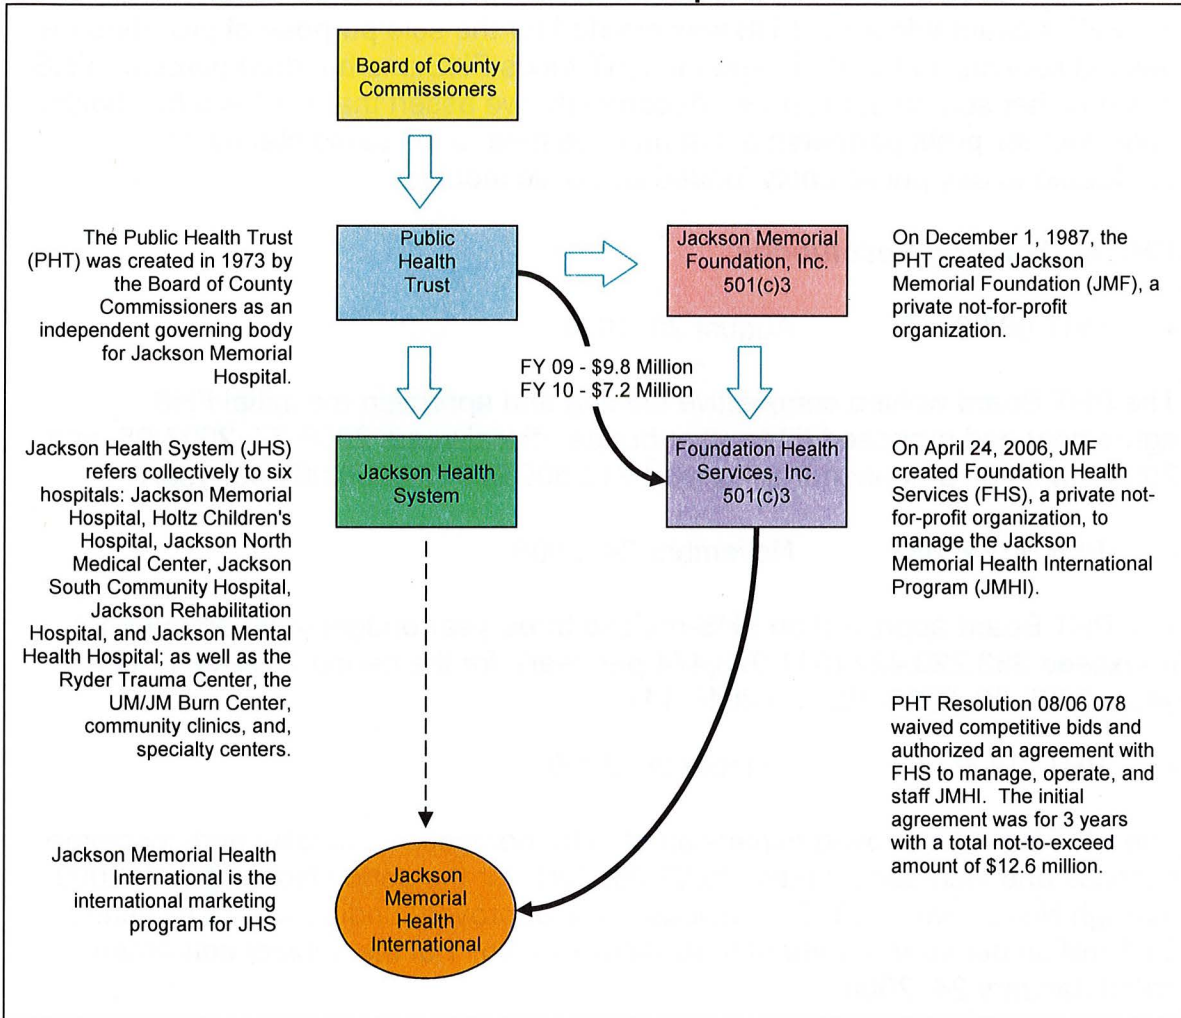 Board of County
Commissioners
The Public Health Trust
(PHT) was created in 1973 by
the Board of County
Commissioners as an
independent governing body
for Jackson Memorial
Hospital.
Public
Health
Trust
Jackson Memorial
Foundation, Inc.
501(c)3
On December 1, 1987, the
PHT created Jackson
Memorial Foundation (JMF), a
private not-for-profit
organization.
FY 09 - $9.8 Million
FY 10 - $7.2 Million
Jackson Health System (JHS)
refers collectively to six
hospitals: Jackson Memorial
Hospital, Holtz Children's
Hospital, Jackson North
Medical Center, Jackson
South Community Hospital,
Jackson Rehabilitation
Hospital, and Jackson Mental
Health Hospital; as well as the
Ryder Trauma Center, the
UM/JM Burn Center,
community clinics, and,
specialty centers.
Jackson Health
System
Foundation Health
Services, Inc.
501(c)3
On April 24, 2006, JMF
created Foundation Health
Services (FHS), a private not-
for-profit organization, to
manage the Jackson
Memorial Health International
Program (JMHI).
PHT Resolution 08/06 078
waived competitive bids and
authorized an agreement with
FHS to manage, operate, and
staff JMHI. The initial
agreement was for 3 years
with a total not-to-exceed
amount of $12.6 million.
Jackson Memorial Health
International is the
international marketing
program for JHS
Jackson
Memorial
Health
International